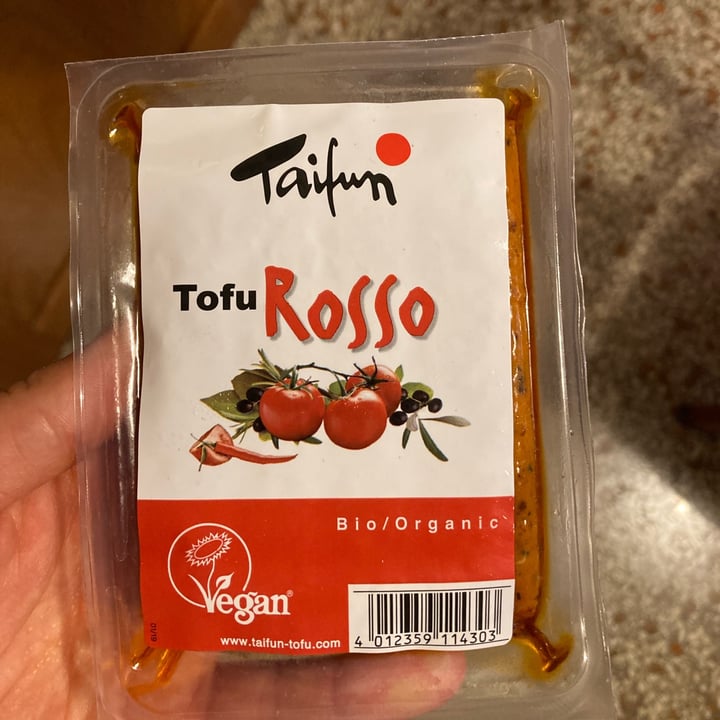 Taifun
Tofu Rosso
Bio/Organic
Vegan®
www.taifun-tofu.com
4 012359 114303